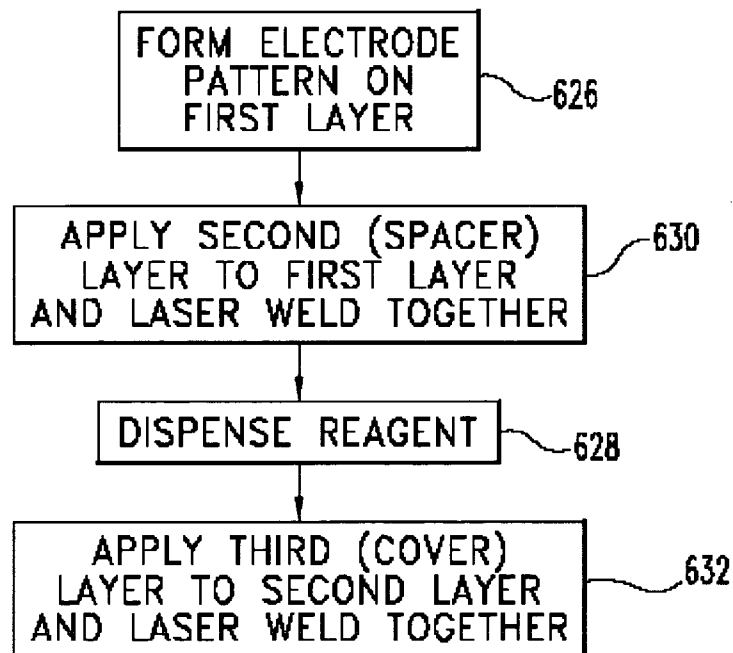 FORM ELECTRODE
PATTERN ON
FIRST LAYER
626
APPLY SECOND (SPACER)
LAYER TO FIRST LAYER
AND LASER WELD TOGETHER
630
DISPENSE REAGENT
628
APPLY THIRD (COVER)
LAYER TO SECOND LAYER
AND LASER WELD TOGETHER
632